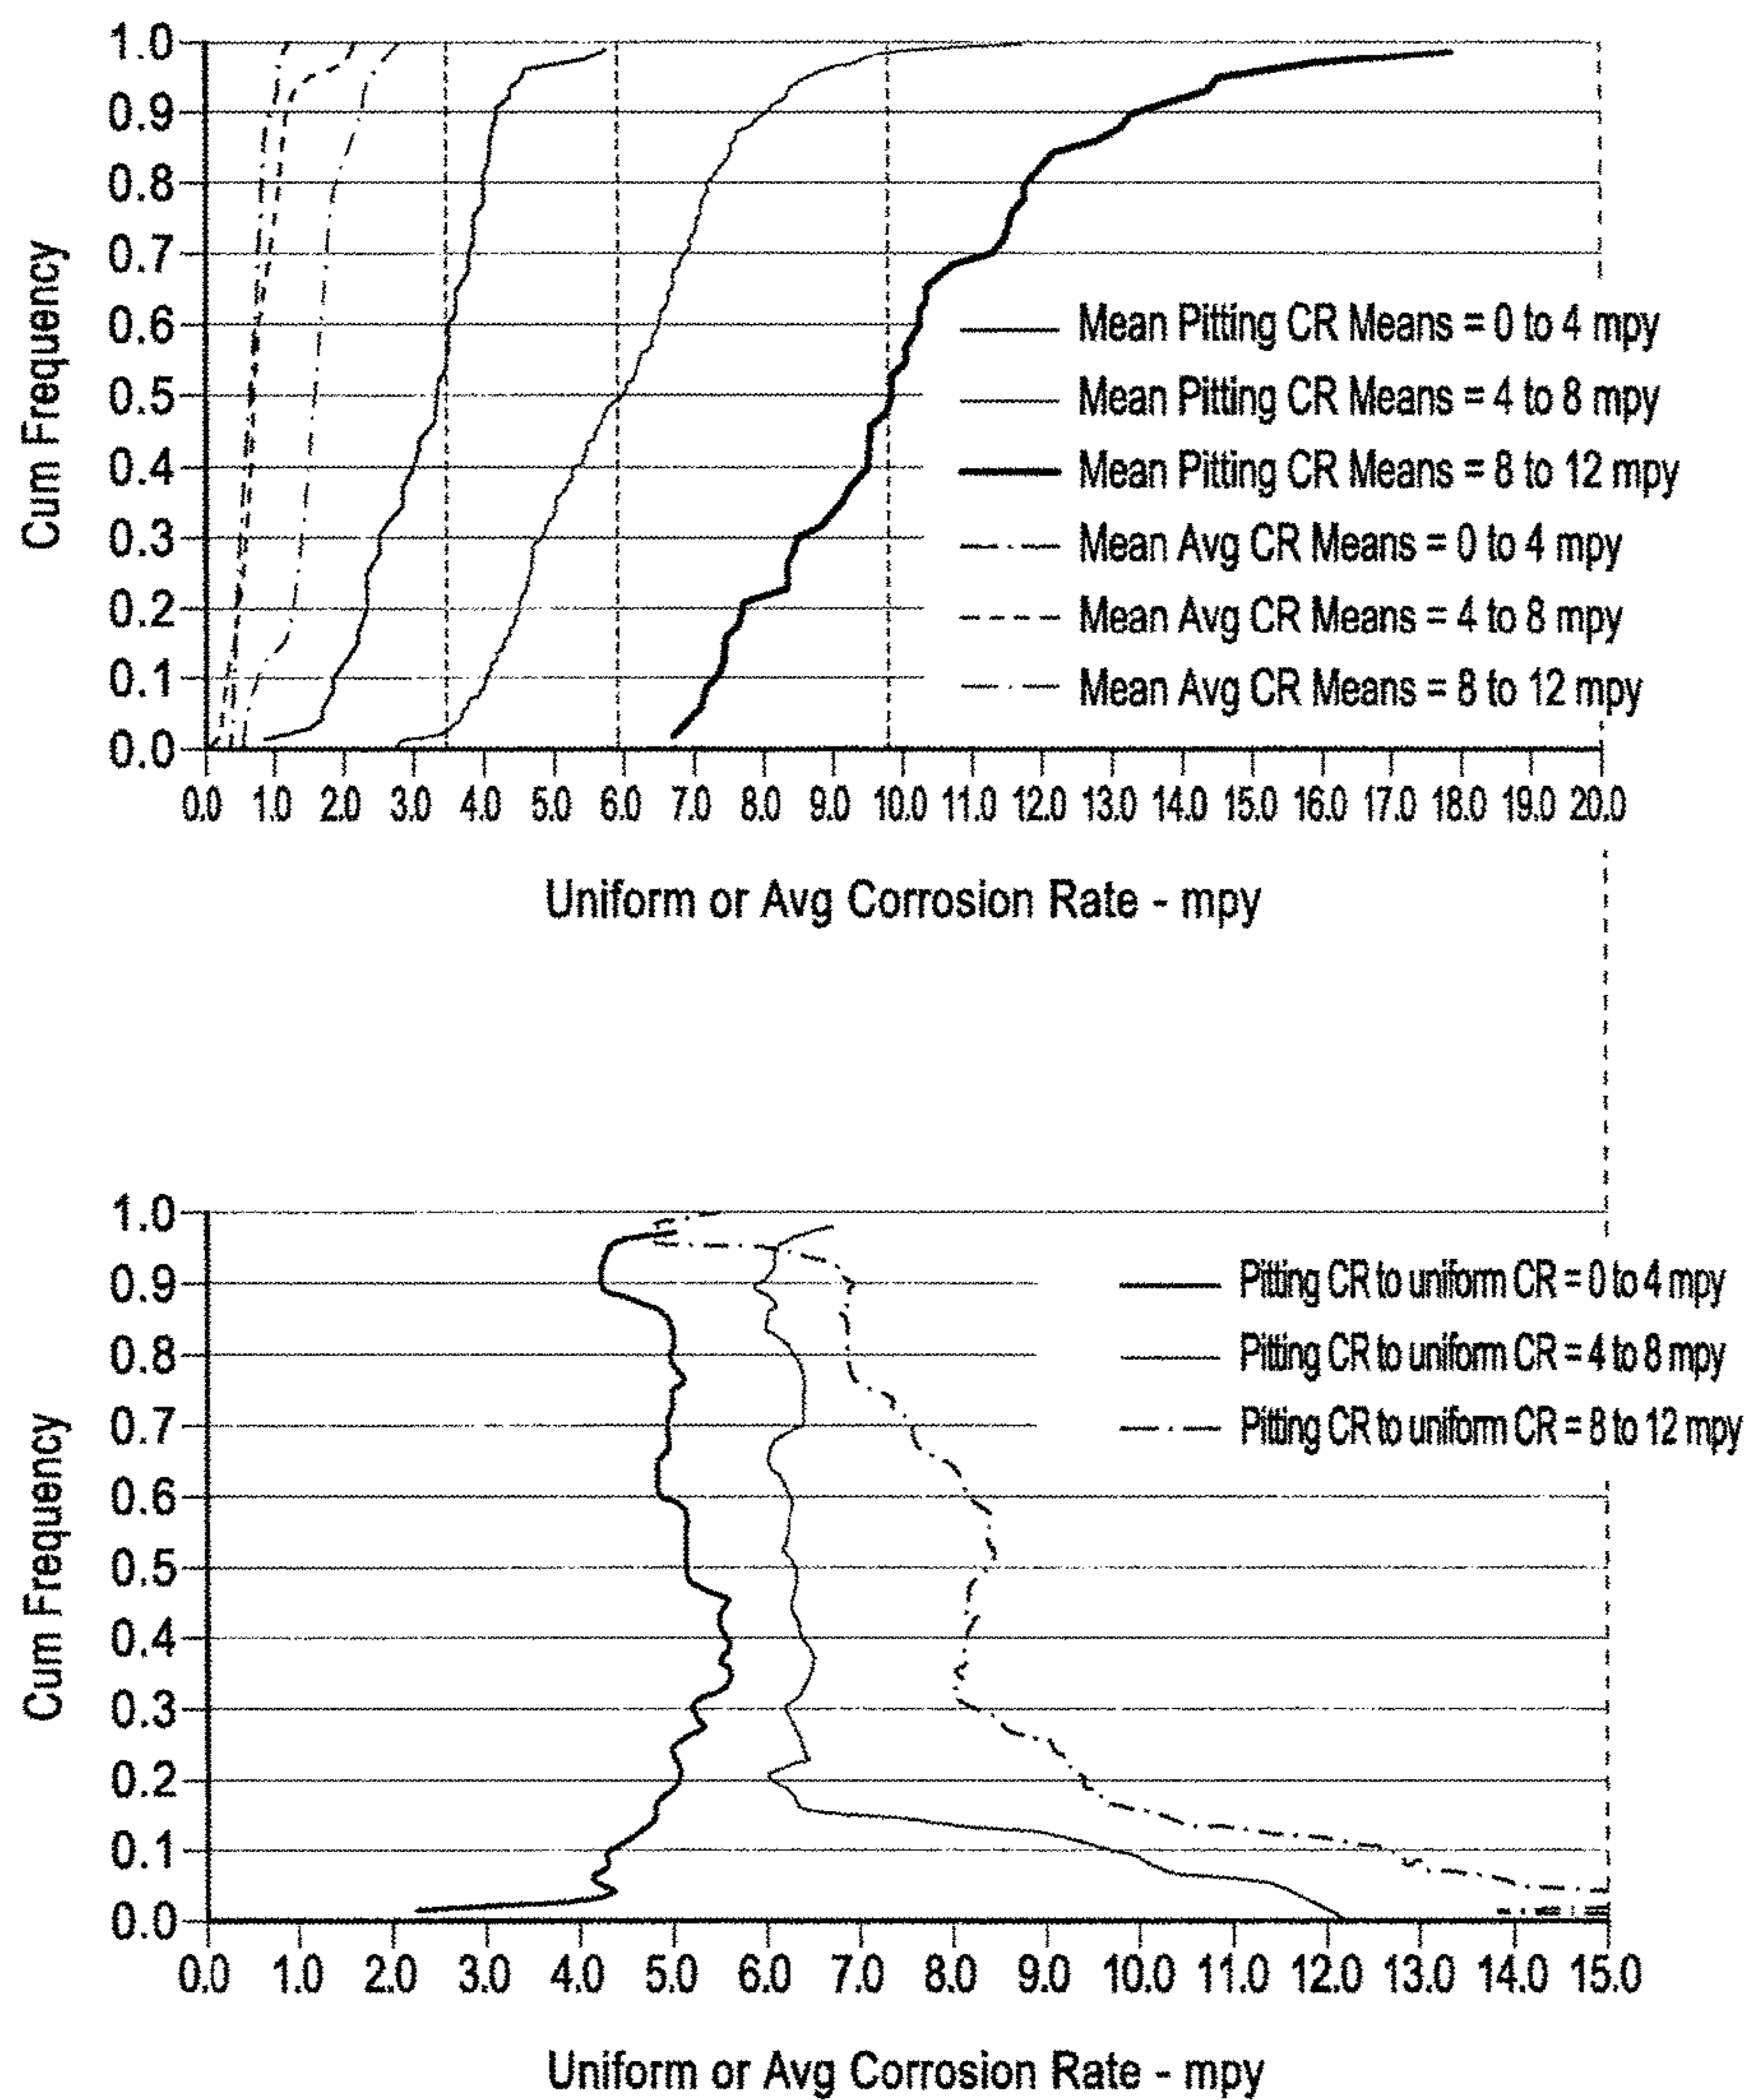 1.0
0.9
0.8
0.7
0.6
0.5
0.4
0.3
0.2
0.1
0.0
Cum Frequency
Mean Pitting CR Means = 0 to 4 mpy
Mean Pitting CR Means = 4 to 8 mpy
Mean Pitting CR Means = 8 to 12 mpy
Mean Avg CR Means = 0 to 4 mpy
Mean Avg CR Means = 4 to 8 mpy
Mean Avg CR Means = 8 to 12 mpy
0.0 1.0 2.0 3.0 4.0 5.0 6.0 7.0 8.0 9.0 10.0 11.0 12.0 13.0 14.0 15.0 16.0 17.0 18.0 19.0 20.0
Uniform or Avg Corrosion Rate - mpy
1.0
0.9
0.8
0.7
0.6
0.5
0.4
0.3
0.2
0.1
0.0
Cum Frequency
Pitting CR to uniform CR = 0 to 4 mpy
Pitting CR to uniform CR = 4 to 8 mpy
Pitting CR to uniform CR = 8 to 12 mpy
0.0 1.0 2.0 3.0 4.0 5.0 6.0 7.0 8.0 9.0 10.0 11.0 12.0 13.0 14.0 15.0
Uniform or Avg Corrosion Rate - mpy